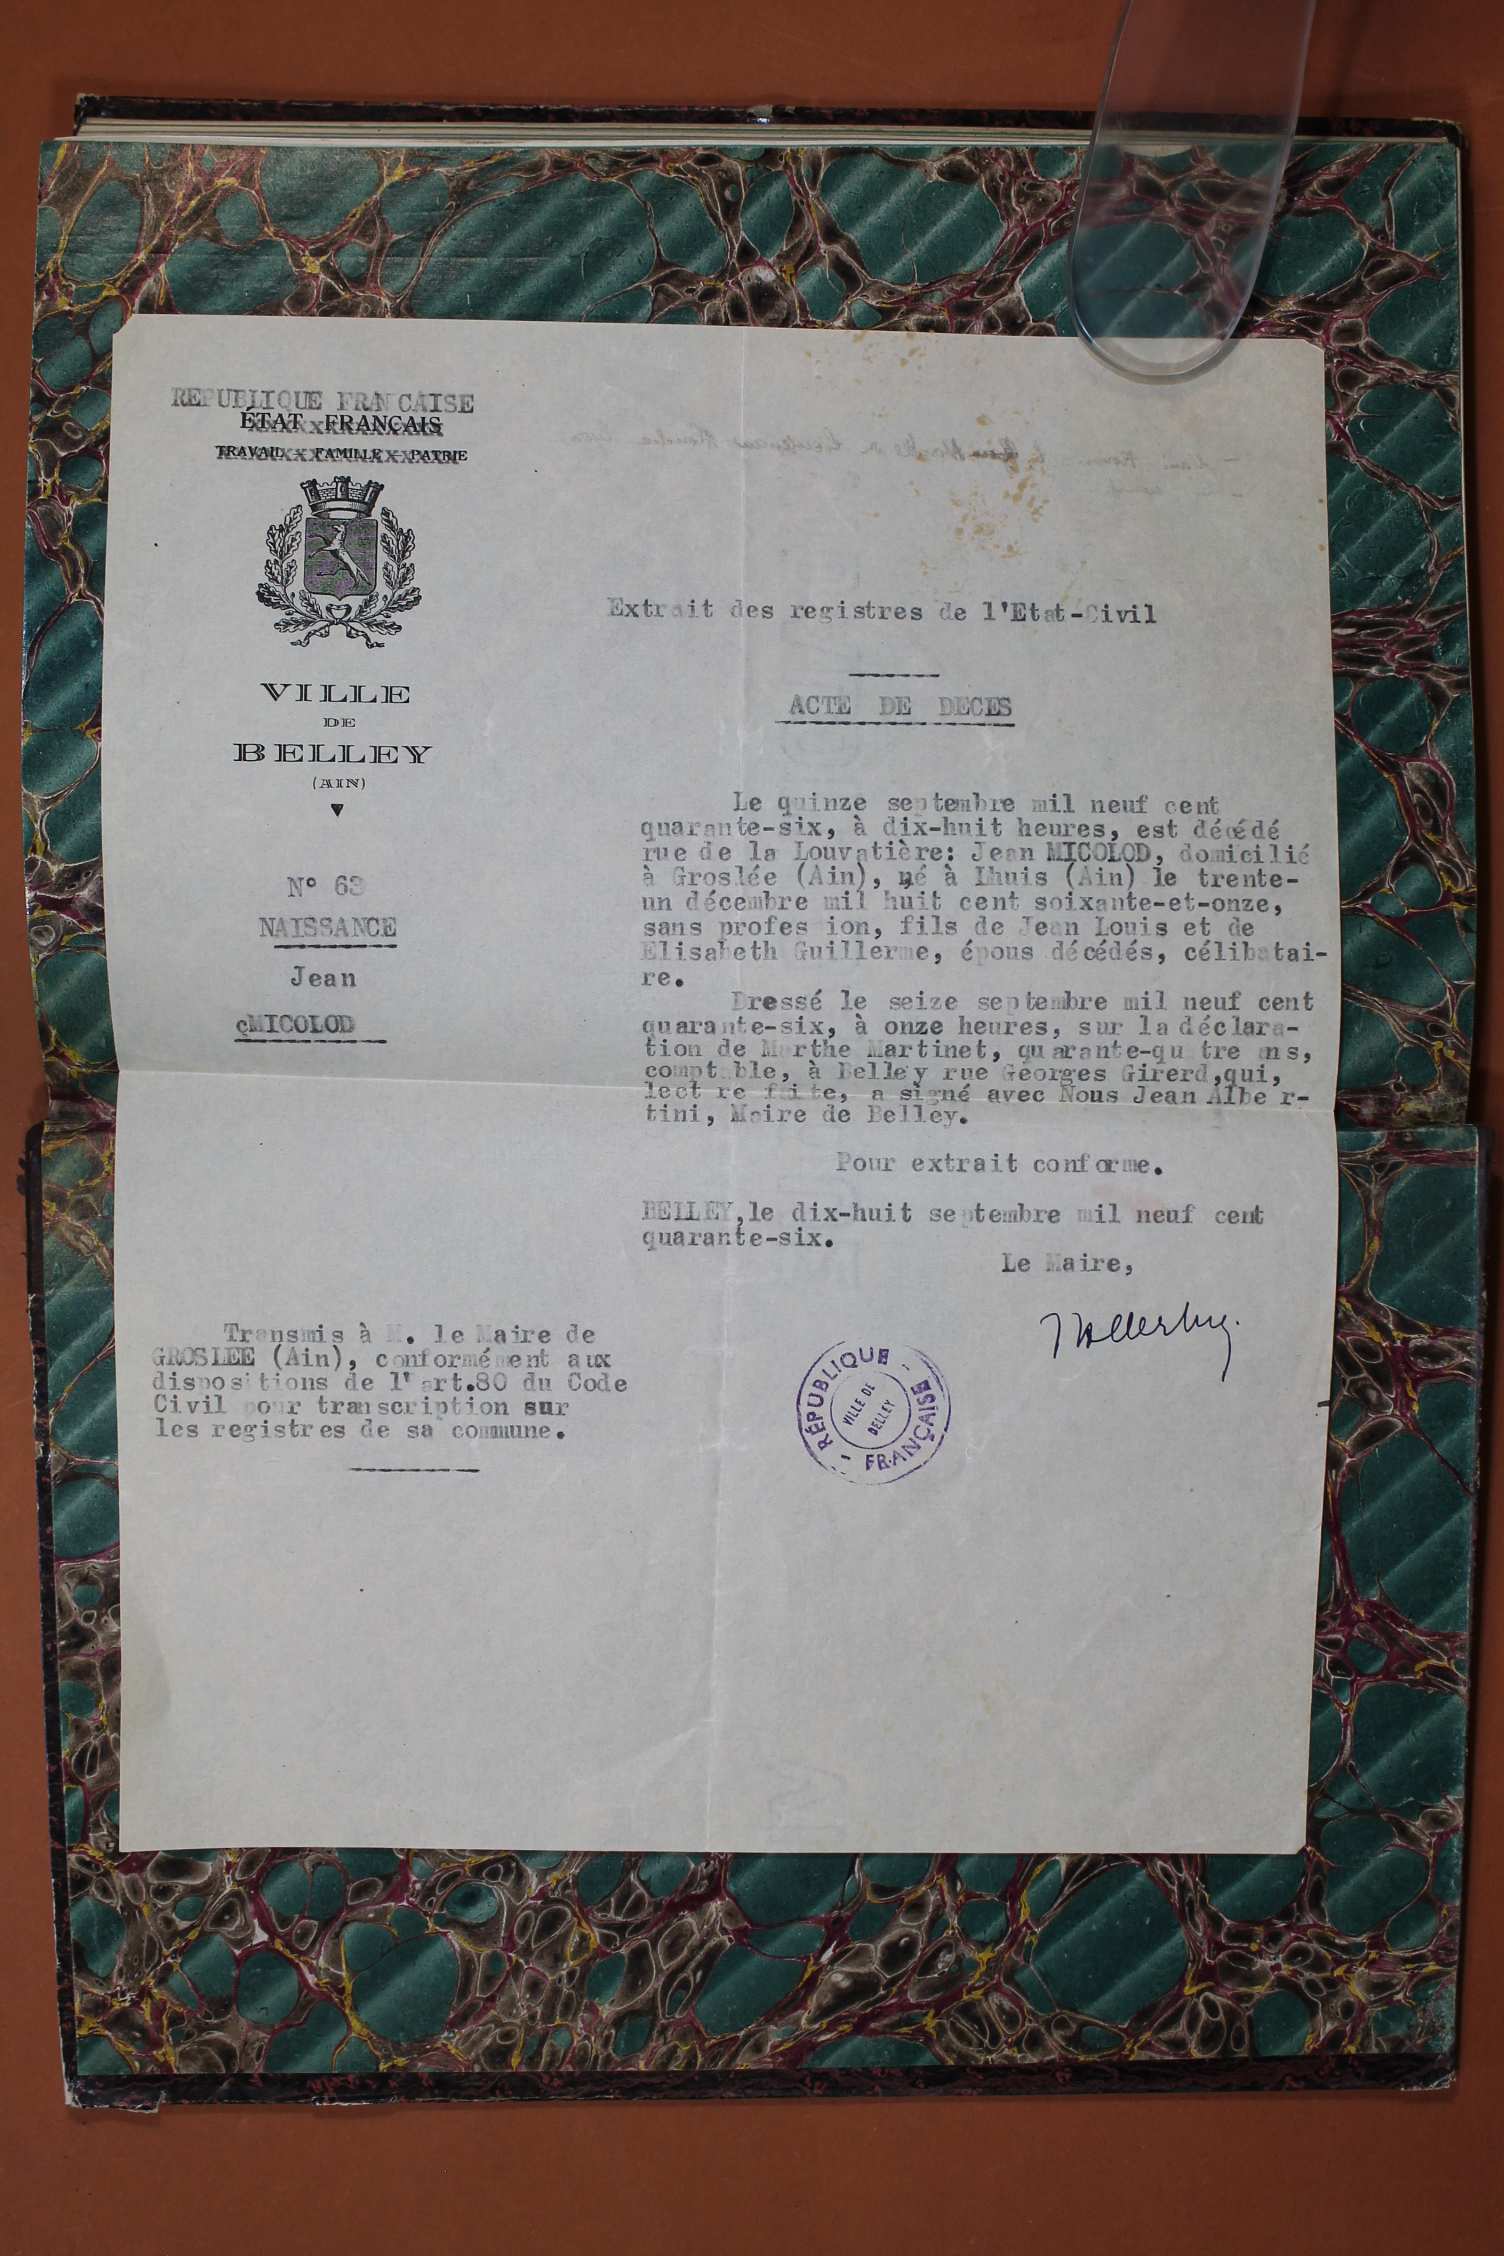 REPUBLIQUE FRANCAISE
ÉTAT FRANÇAIS
TRAVAIL - FAMILLE - PATRIE
VILLE
DE
BELLEY
(AIN)
N° 63
NAISSANCE
Jean
çMICOLOD
Extrait des registres de l'Etat-Civil
ACTE DE DECES
Le quinze septembre mil neuf cent
quarante-six, à dix-huit heures, est décédé
rue de la Louvatière: Jean MICOLOD, domicilié
à Groslée (Ain), né à Lhuis (Ain) le trente-
un décembre mil huit cent soixante-et-onze,
sans profes ion, fils de Jean Louis et de
Elisabeth Guillerme, épous décédés, célibatai-
re.
Dressé le seize septembre mil neuf cent
quarante-six, à onze heures, sur la déclara-
tion de Marthe Martinet, quarante-quatre ans,
comptable, à Belley rue Georges Girerd,qui,
lect re faite, a signé avec Nous Jean Albe r-
tini, Maire de Belley.
Pour extrait conforme.
BELLEY,le dix-huit septembre mil neuf cent
quarante-six.
Le Maire,
Transmis à M. le Maire de
GROSLEE (Ain), conformément aux
dispositions de l'art.80 du Code
Civil pour transcription sur
les registres de sa commune.
RÉPUBLIQUE FRANÇAISE
VILLE DE
BELLEY